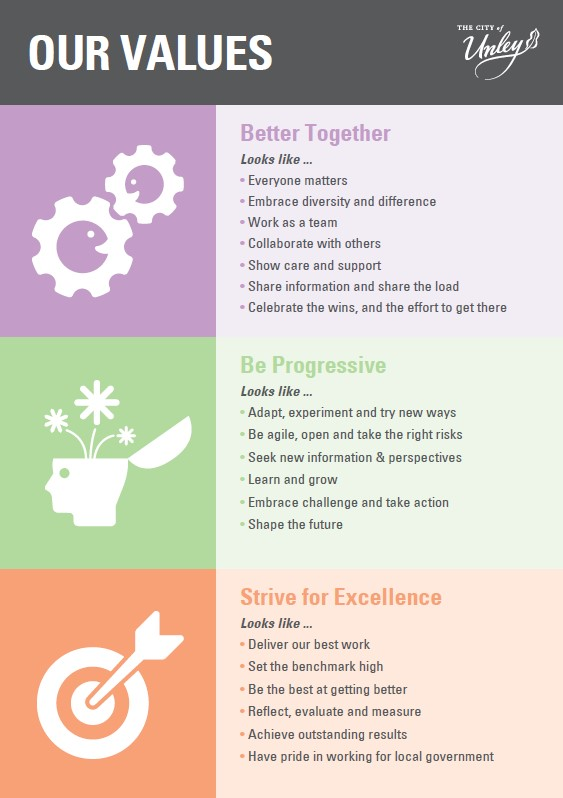 OUR VALUES
THE CITY of
Unley
Better Together
Looks like ...
• Everyone matters
• Embrace diversity and difference
• Work as a team
• Collaborate with others
• Show care and support
• Share information and share the load
• Celebrate the wins, and the effort to get there
Be Progressive
Looks like ...
• Adapt, experiment and try new ways
• Be agile, open and take the right risks
• Seek new information & perspectives
• Learn and grow
• Embrace challenge and take action
• Shape the future
Strive for Excellence
Looks like ...
• Deliver our best work
• Set the benchmark high
• Be the best at getting better
• Reflect, evaluate and measure
• Achieve outstanding results
• Have pride in working for local government